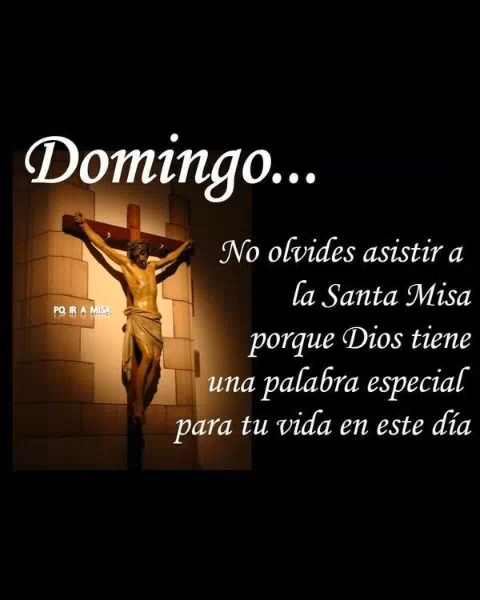 Domingo...
No olvides asistir a
la Santa Misa
PQ IR A MISA
porque Dios tiene
una palabra especial
para tu vida en este día